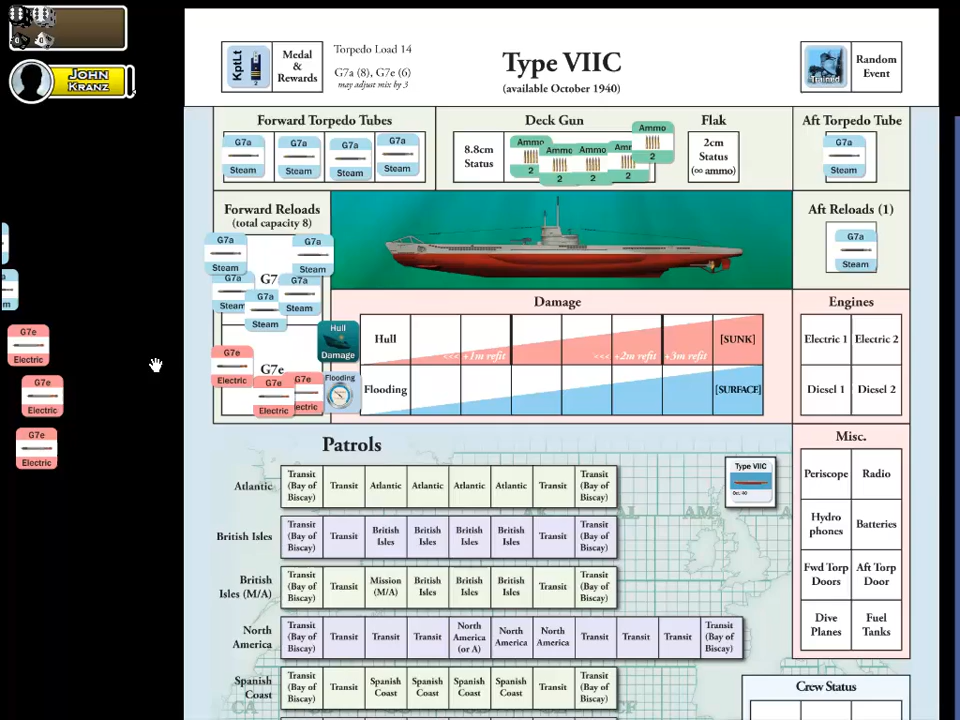 JOHN
KRANZ
KptLt
Medal
&
Rewards
Torpedo Load 14
G7a (8), G7e (6)
may adjust mix by 3
Type VIIC
(available October 1940)
Trained
Random
Event
Forward Torpedo Tubes
G7a
Steam
G7a
Steam
G7a
Steam
G7a
Steam
Deck Gun
8.8cm
Status
Ammo
2
Ammo
2
Ammo
2
2
Ammo
2
Flak
2cm
Status
(∞ ammo)
Aft Torpedo Tube
G7a
Steam
Forward Reloads
(total capacity 8)
G7a
Steam
G7a
Steam
G7a
Steam
G7a
Steam
G7a
Steam
G7e
Electric
G7e
G7e
Electric
G7e
Aft Reloads (1)
G7a
Steam
G7e
Electric
G7e
Electric
G7e
Electric
Hull
Damage
Flooding
Damage
Hull
<<< +1m refit
<<< +2m refit
+3m refit
[SUNK]
Flooding
[SURFACE]
Engines
Electric 1
Electric 2
Diesel 1
Diesel 2
Misc.
Periscope
Radio
Hydro
phones
Batteries
Fwd Torp
Doors
Aft Torp
Door
Dive
Planes
Fuel
Tanks
Patrols
Type VIIC
Oct. 40
Atlantic
Transit
(Bay of
Biscay)
Transit
Atlantic
Atlantic
Atlantic
Atlantic
Transit
Transit
(Bay of
Biscay)
British Isles
Transit
(Bay of
Biscay)
Transit
British
Isles
British
Isles
British
Isles
British
Isles
Transit
Transit
(Bay of
Biscay)
British
Isles (M/A)
Transit
(Bay of
Biscay)
Transit
Mission
(M/A)
British
Isles
British
Isles
British
Isles
Transit
Transit
(Bay of
Biscay)
North
America
Transit
(Bay of
Biscay)
Transit
Transit
Transit
North
America
(or A)
North
America
North
America
Transit
Transit
Transit
Transit
(Bay of
Biscay)
Spanish
Coast
Transit
(Bay of
Biscay)
Transit
Spanish
Coast
Spanish
Coast
Spanish
Coast
Spanish
Coast
Transit
Transit
(Bay of
Biscay)
Crew Status